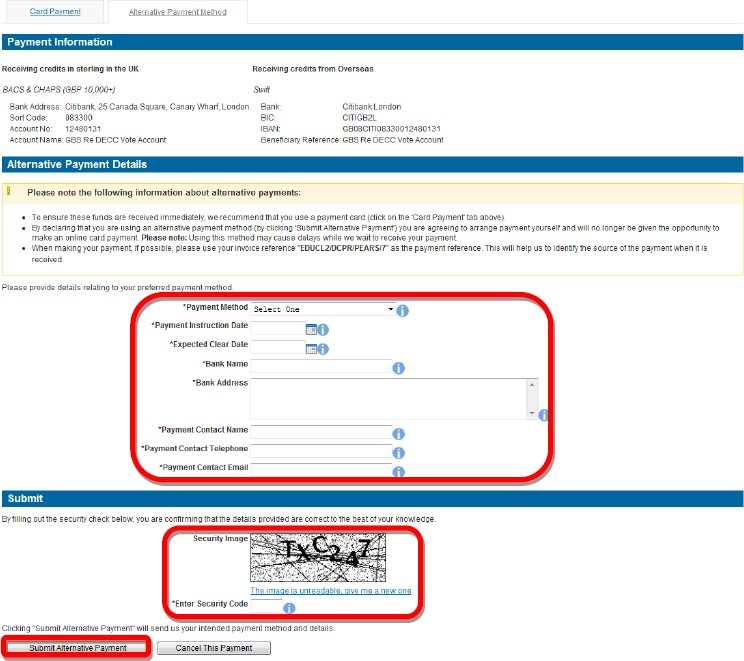 Card Payment Alternative Payment Method
Payment Information
Receiving credits in sterling in the UK Receiving credits from Overseas
BACS & CHAPS (GBP 10,000+) Swift
Bank Address: Citibank, 25 Canada Square, Canary Wharf, London. Bank: Citibank London
Sort Code: 083300 BIC: CITIGB2L
Account No: 12480131 IBAN: GB08CITI08330012480131
Account Name: GBS Re DECC Vote Account Beneficiary Reference: GBS Re DECC Vote Account
Alternative Payment Details
Please note the following information about alternative payments:
• To ensure these funds are received immediately, we recommend that you use a payment card (click on the 'Card Payment' tab above).
• By declaring that you are using an alternative payment method (by clicking 'Submit Alternative Payment') you are agreeing to arrange payment yourself and will no longer be given the opportunity to
make an online card payment. Please note: Using this method may cause delays while we wait to receive your payment.
• When making your payment, if possible, please use your invoice reference "EDUCL2/DCPR/PEARS/7" as the payment reference. This will help us to identify the source of the payment when it is
received.
Please provide details relating to your preferred payment method.
*Payment Method Select One
*Payment Instruction Date
*Expected Clear Date
*Bank Name
*Bank Address
*Payment Contact Name
*Payment Contact Telephone
*Payment Contact Email
Submit
By filling out the security check below, you are confirming that the details provided are correct to the best of your knowledge.
Security Image TXC247
The image is unreadable, give me a new one
*Enter Security Code
Clicking "Submit Alternative Payment" will send us your intended payment method and details.
Submit Alternative Payment Cancel This Payment